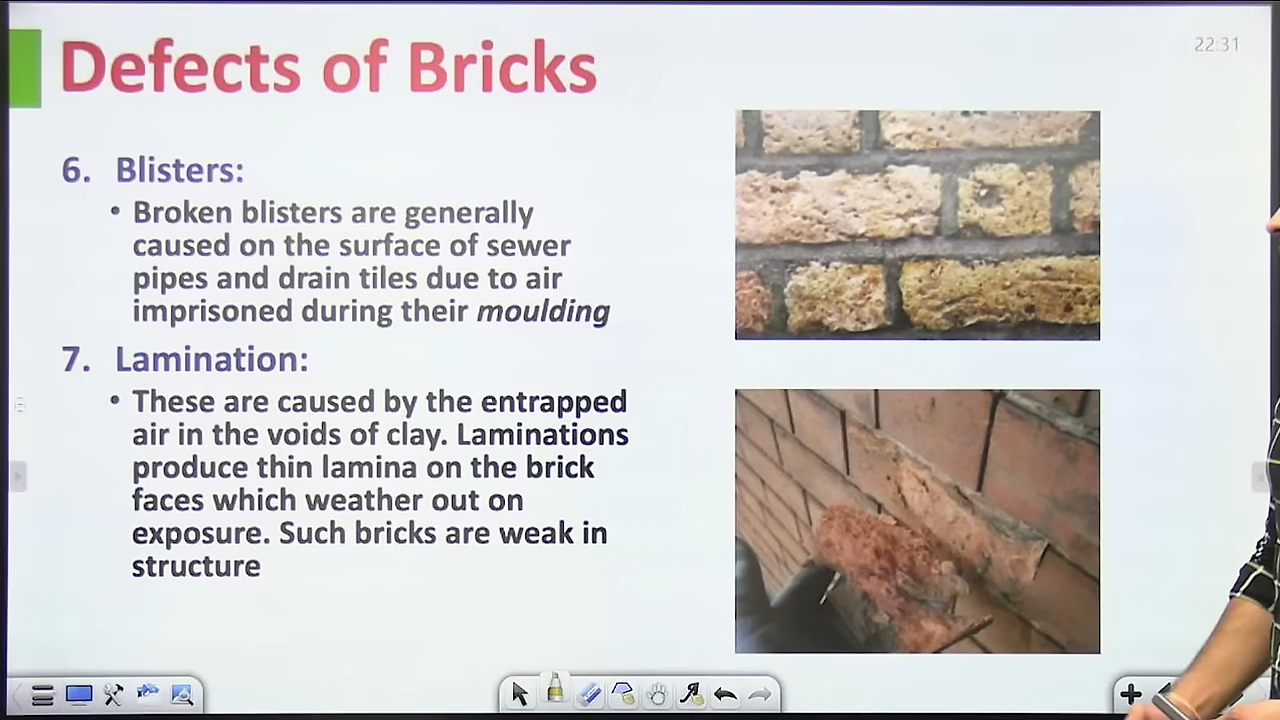 Defects of Bricks
22:31
6. Blisters:
• Broken blisters are generally
caused on the surface of sewer
pipes and drain tiles due to air
imprisoned during their moulding
7. Lamination:
• These are caused by the entrapped
air in the voids of clay. Laminations
produce thin lamina on the brick
faces which weather out on
exposure. Such bricks are weak in
structure